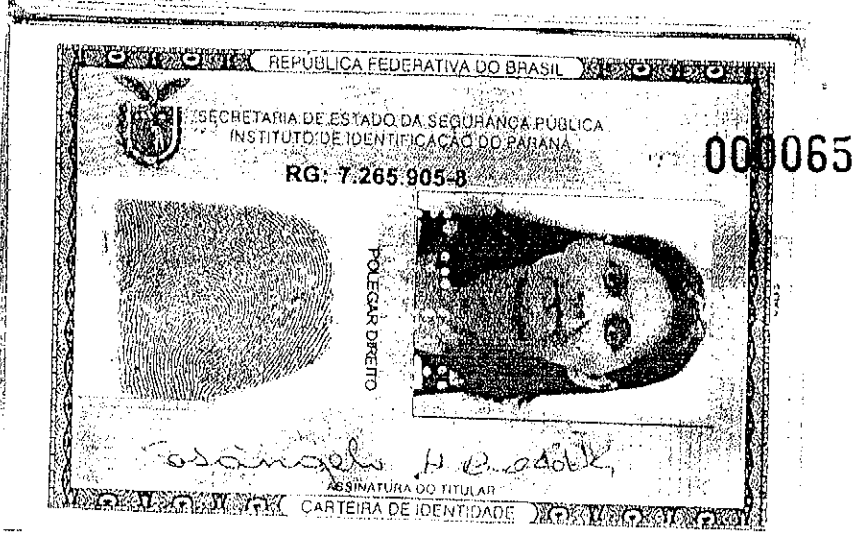 REPÚBLICA FEDERATIVA DO BRASIL
SECRETARIA DE ESTADO DA SEGURANÇA PÚBLICA
INSTITUTO DE IDENTIFICAÇÃO DO PARANÁ
000065
RG: 7.265.905-8
POLEGAR DIREITO
ASSINATURA DO TITULAR
CARTEIRA DE IDENTIDADE